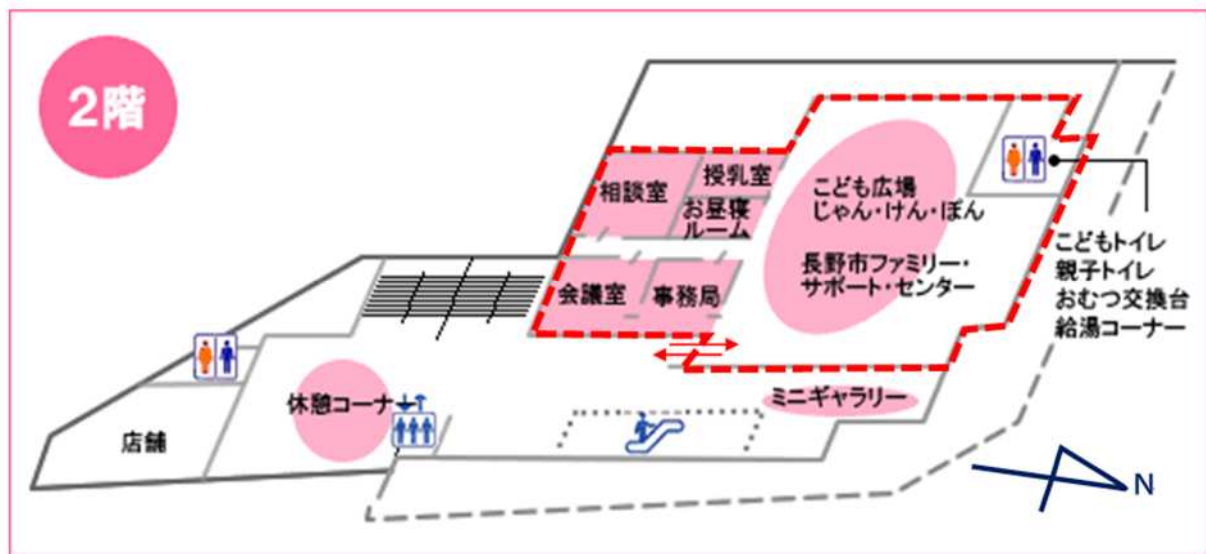 2階
相談室
授乳室
お昼寝
ルーム
こども広場
じゃん・けん・ぽん
長野市ファミリー・
サポート・センター
会議室
事務局
こどもトイレ
親子トイレ
おむつ交換台
給湯コーナー
休憩コーナー
ミニギャラリー
店舗
N